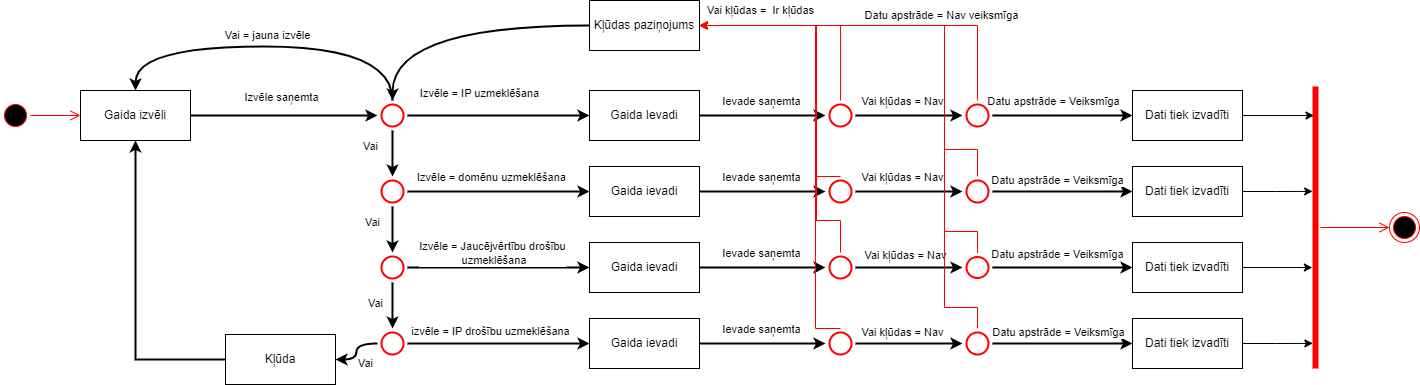 Vai kļūdas = Ir kļūdas
Datu apstrāde = Nav veiksmīga
Kļūdas paziņojums
Vai = jauna izvēle
Gaida izvēli
Izvēle saņemta
Izvēle = IP uzmeklēšana
Gaida Ievadi
Ievade saņemta
Vai kļūdas = Nav
Datu apstrāde = Veiksmīga
Dati tiek izvadīti
Vai
Izvēle = domēnu uzmeklēšana
Gaida ievadi
Ievade saņemta
Vai kļūdas = Nav
Datu apstrāde = Veiksmīga
Dati tiek izvadīti
Vai
Izvēle = Jaucējvērtību drošību
uzmeklēšana
Gaida ievadi
Ievade saņemta
Vai kļūdas = Nav
Datu apstrāde = Veiksmīga
Dati tiek izvadīti
Vai
izvēle = IP drošību uzmeklēšana
Gaida ievadi
Ievade saņemta
Vai kļūdas = Nav
Datu apstrāde = Veiksmīga
Dati tiek izvadīti
Vai
Kļūda